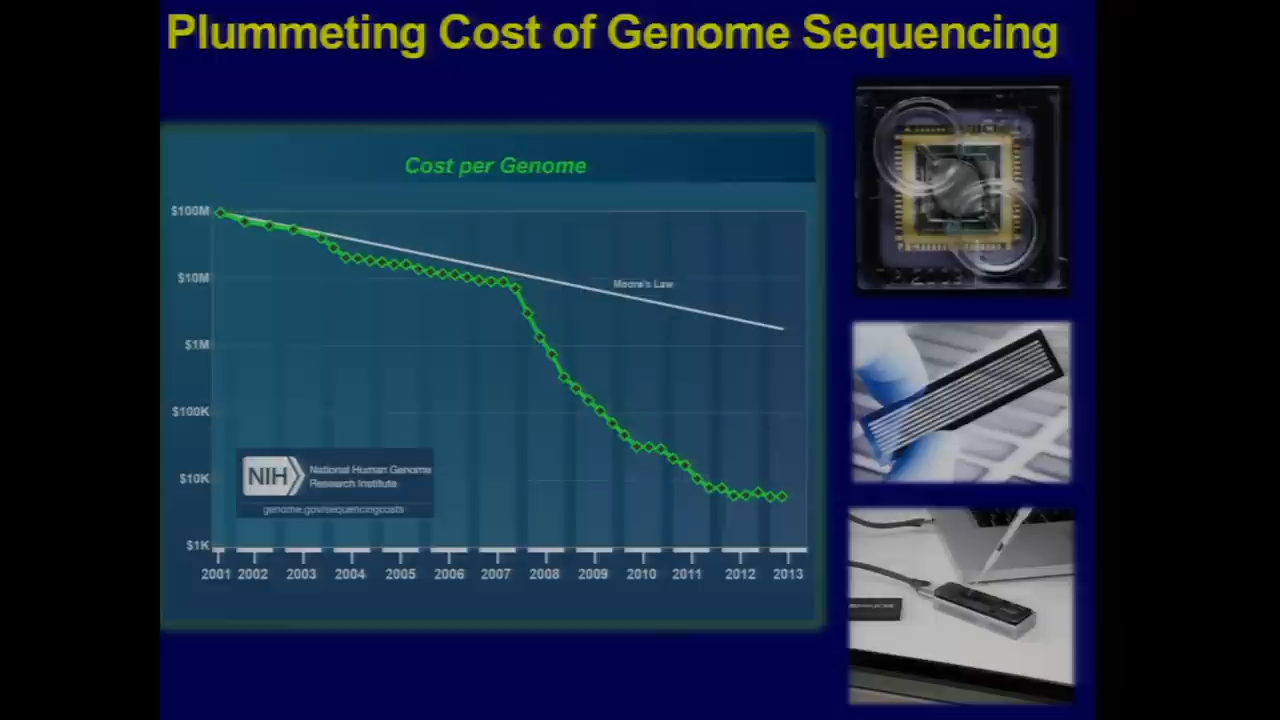 Plummeting Cost of Genome Sequencing
Cost per Genome
$100M
$10M
$1M
$100K
$10K
$1K
Moore's Law
NIH
National Human Genome
Research Institute
genome.gov/sequencingcosts
2001 2002 2003 2004 2005 2006 2007 2008 2009 2010 2011 2012 2013